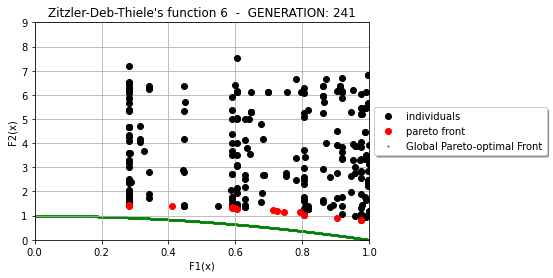 Zitzler-Deb-Thiele's function 6 - GENERATION: 241
9
8
7
6
5
4
3
2
1
0
F2(x)
0.0 0.2 0.4 0.6 0.8 1.0
F1(x)
individuals
pareto front
Global Pareto-optimal Front